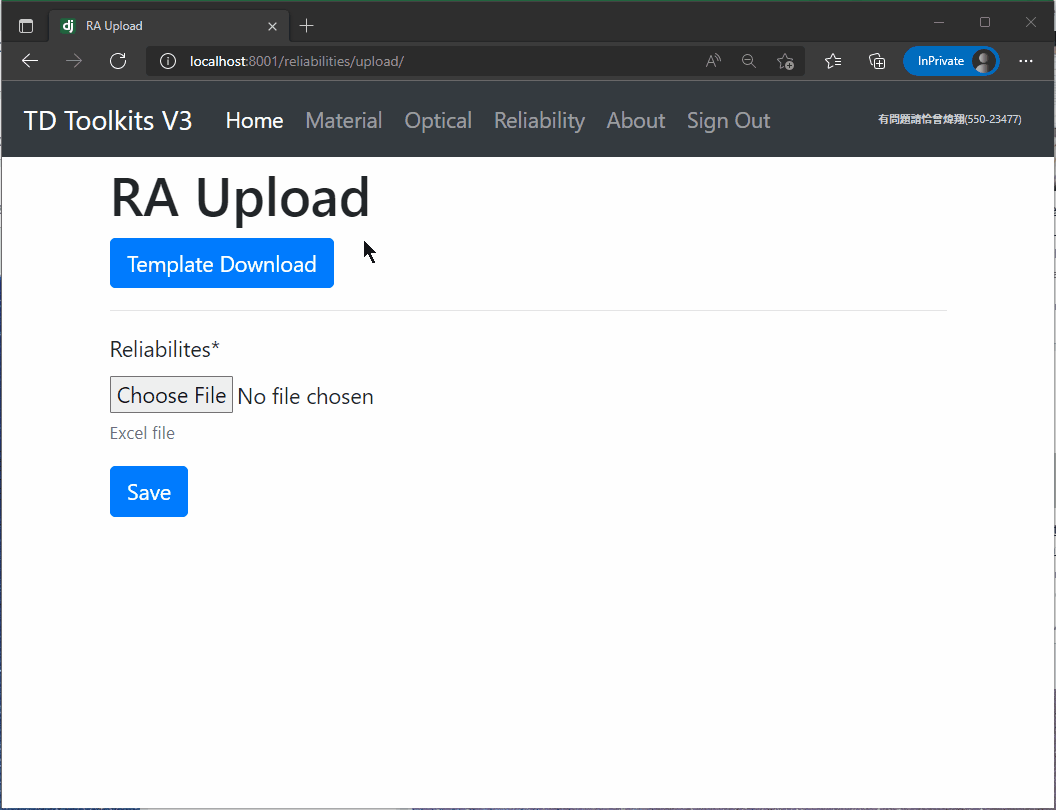 RA Upload
localhost:8001/reliabilities/upload/
InPrivate
TD Toolkits V3 Home Material Optical Reliability About Sign Out 有問題請恰曾煒翔(550-23477)
RA Upload
Template Download
Reliabilites*
Choose File No file chosen
Excel file
Save